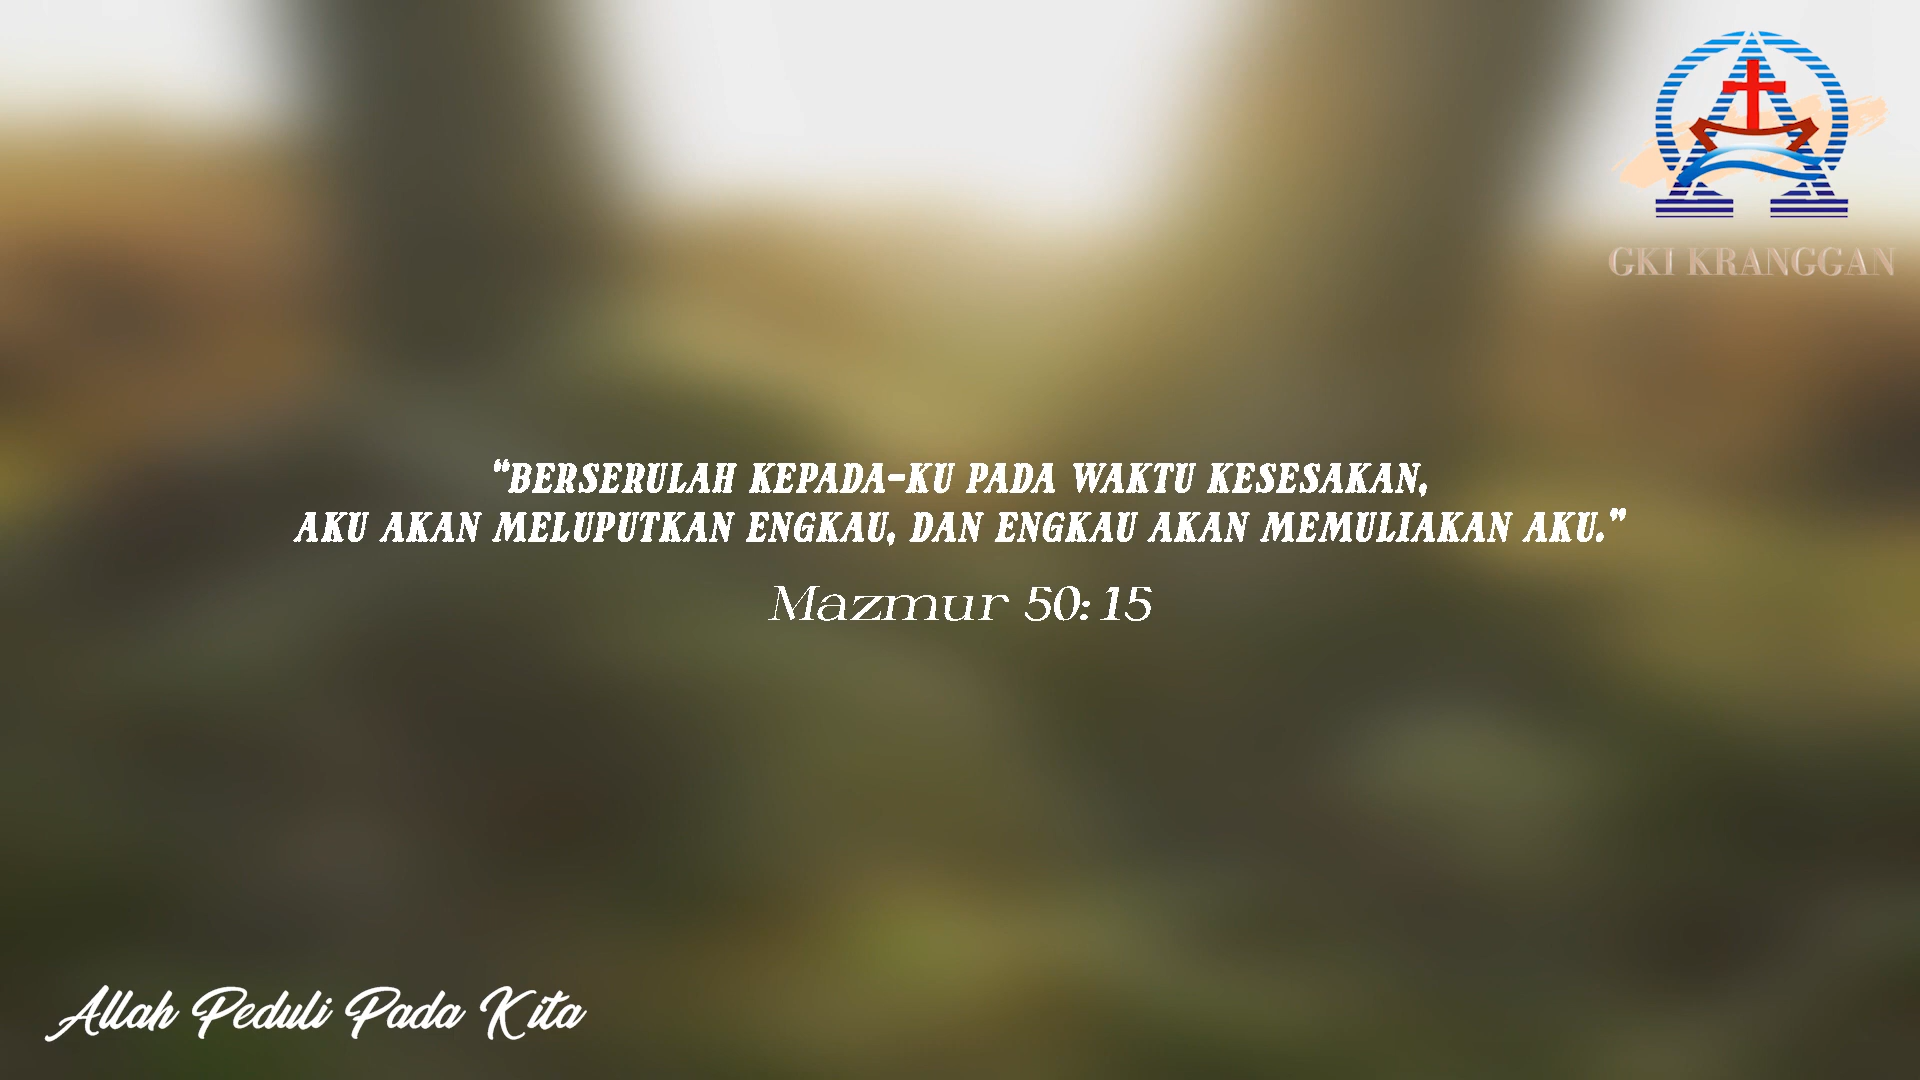 GKI KRANGGAN
“BERSERULAH KEPADA-KU PADA WAKTU KESESAKAN,
AKU AKAN MELUPUTKAN ENGKAU, DAN ENGKAU AKAN MEMULIAKAN AKU.”
Mazmur 50:15
Allah Peduli Pada Kita